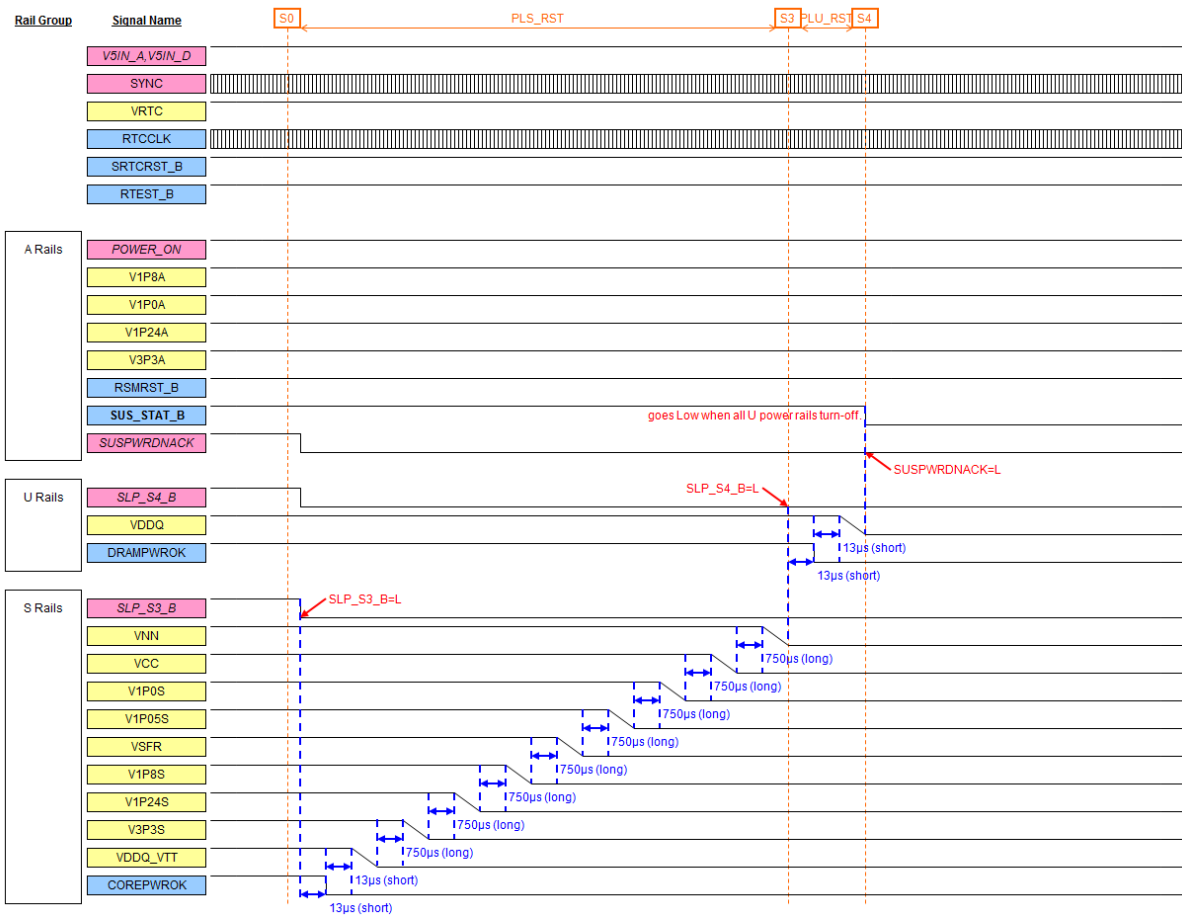 Rail Group
Signal Name
S0
PLS_RST
S3
PLU_RST
S4
V5IN_A,V5IN_D
SYNC
VRTC
RTCCLK
SRTCRST_B
RTEST_B
A Rails
POWER_ON
V1P8A
V1P0A
V1P24A
V3P3A
RSMRST_B
SUS_STAT_B
goes Low when all U power rails turn-off.
SUSPWRDNACK
SUSPWRDNACK=L
U Rails
SLP_S4_B
SLP_S4_B=L
VDDQ
13µs (short)
DRAMPWROK
13µs (short)
S Rails
SLP_S3_B
SLP_S3_B=L
VNN
750µs (long)
VCC
750µs (long)
V1P0S
750µs (long)
V1P05S
750µs (long)
VSFR
750µs (long)
V1P8S
750µs (long)
V1P24S
750µs (long)
V3P3S
750µs (long)
VDDQ_VTT
13µs (short)
COREPWROK
13µs (short)